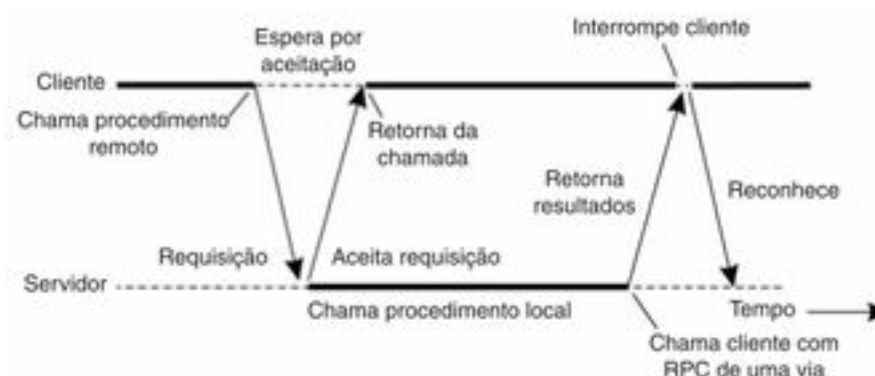 Espera por
aceitação
Interrompe cliente
Cliente
Chama procedimento
remoto
Retorna da
chamada
Retorna
resultados
Reconhece
Requisição
Aceita requisição
Servidor
Chama procedimento local
Tempo
Chama cliente com
RPC de uma via